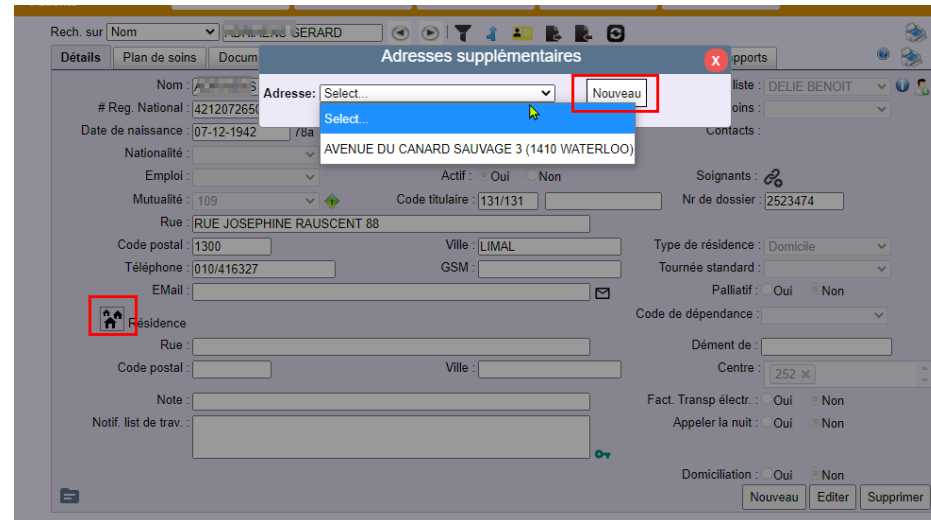 Rech. sur Nom GERARD
Adresses supplémentaires x
Détails Plan de soins Docum pports
Nom : Adresse: Select... Nouveau liste : DELIE BENOIT
# Reg. National : 4212072650 Select... oins :
Date de naissance : 07-12-1942 78a Contacts :
Nationalité : AVENUE DU CANARD SAUVAGE 3 (1410 WATERLOO)
Emploi : Actif : Oui Non Soignants :
Mutualité : 109 Code titulaire : 131/131 Nr de dossier : 2523474
Rue : RUE JOSEPHINE RAUSCENT 88
Code postal : 1300 Ville : LIMAL Type de résidence : Domicile
Téléphone : 010/416327 GSM : Tournée standard :
EMail : Palliatif : Oui Non
Résidence Code de dépendance :
Rue : Dément de :
Code postal : Ville : Centre : 252 ×
Note : Fact. Transp électr. : Oui Non
Notif. list de trav. : Appeler la nuit : Oui Non
Domiciliation : Oui Non
Nouveau Editer Supprimer